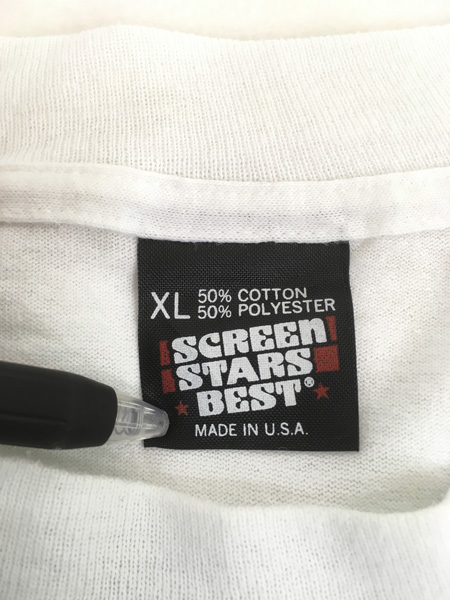 XL 50% COTTON
50% POLYESTER
SCREEN
STARS
BEST®
MADE IN U.S.A.